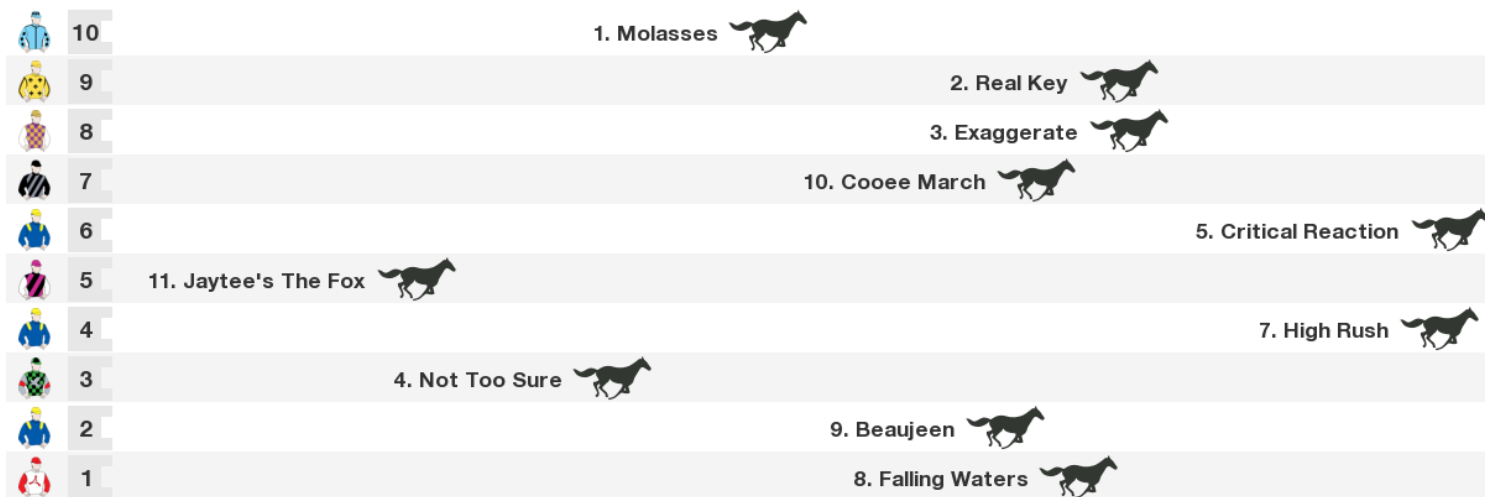 10 1. Molasses
9 2. Real Key
8 3. Exaggerate
7 10. Cooee March
6 5. Critical Reaction
5 11. Jaytee's The Fox
4 7. High Rush
3 4. Not Too Sure
2 9. Beaujeen
1 8. Falling Waters